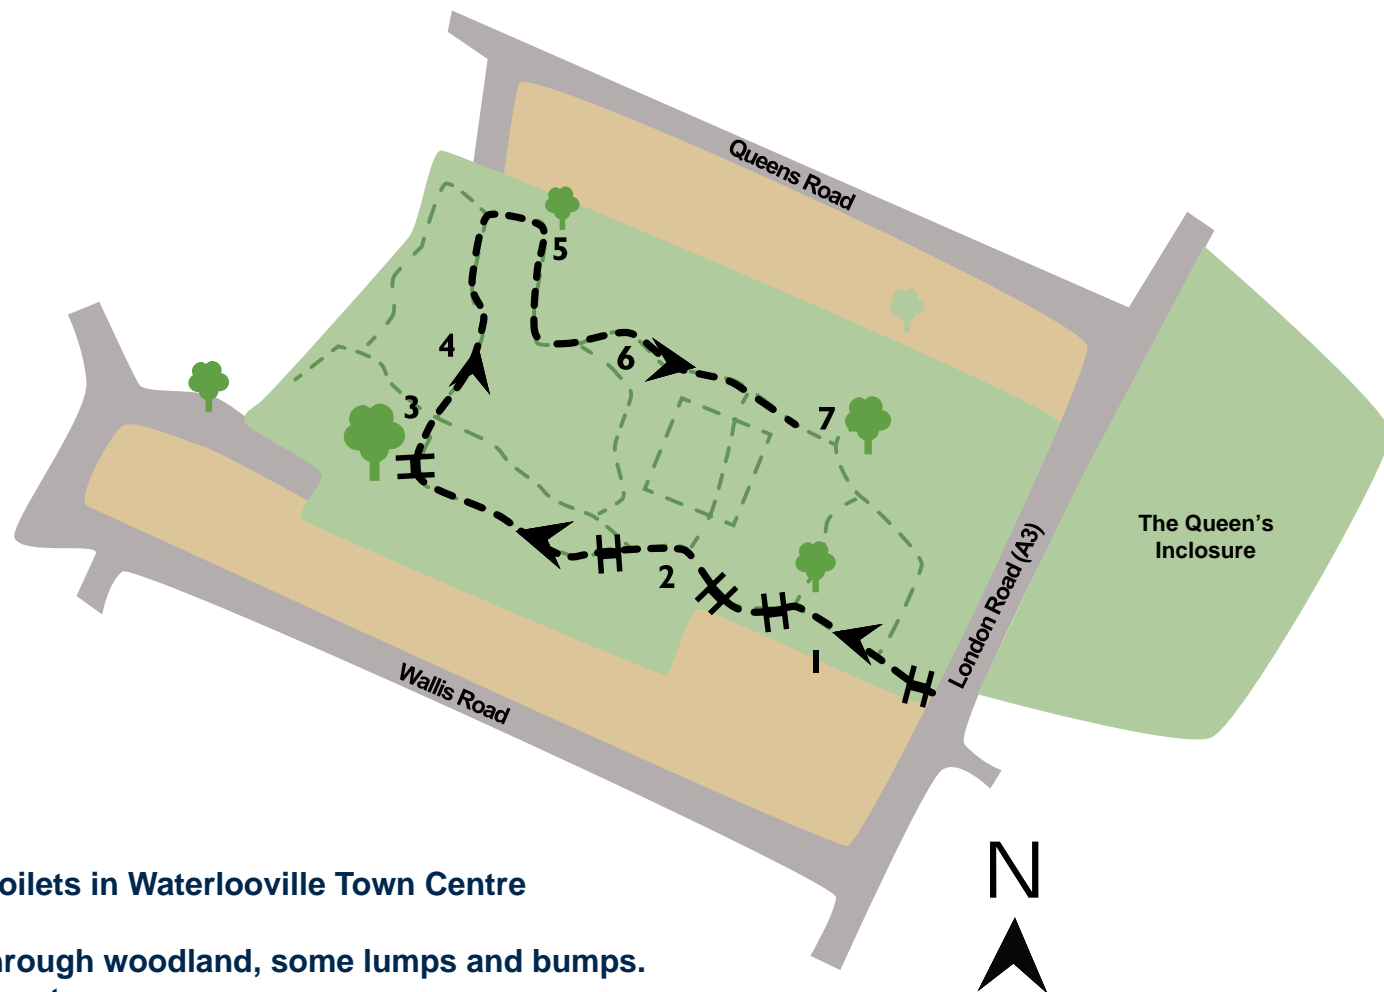 Queens Road
5
4
6
3
7
The Queen's
Inclosure
2
London Road (A3)
1
Wallis Road
N
oilets in Waterlooville Town Centre
hrough woodland, some lumps and bumps.